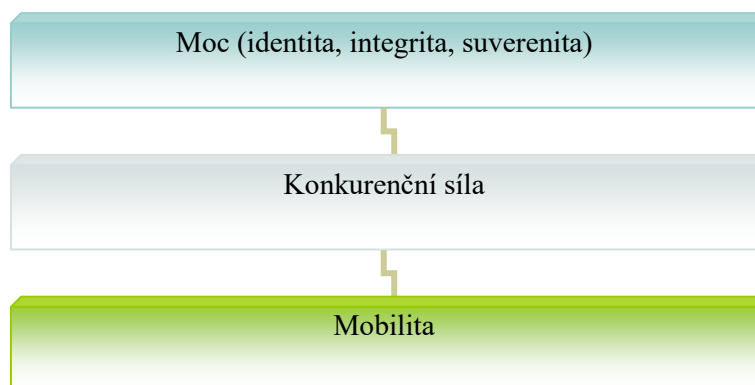 Moc (identita, integrita, suverenita)
Konkurenční síla
Mobilita